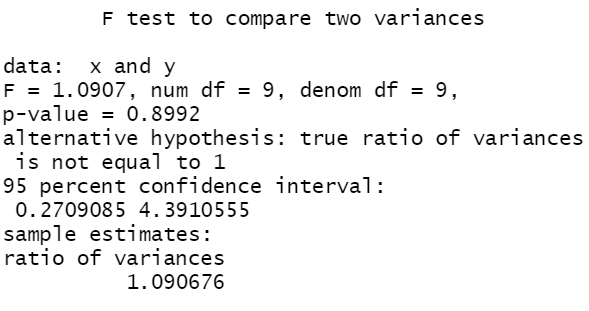 F test to compare two variances
data:  x and y
F = 1.0907, num df = 9, denom df = 9,
p-value = 0.8992
alternative hypothesis: true ratio of variances
 is not equal to 1
95 percent confidence interval:
 0.2709085 4.3910555
sample estimates:
ratio of variances
1.090676